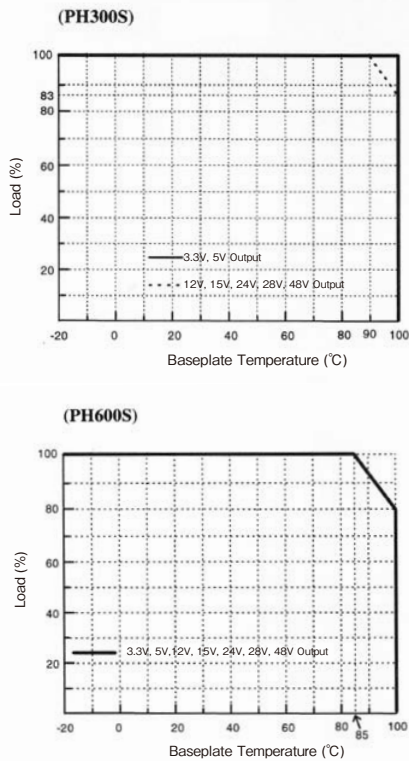 (PH300S)
100
83
80
60
40
20
Load (%)
3.3V, 5V Output
12V, 15V, 24V, 28V, 48V Output
-20 0 20 40 60 80 90 100
Baseplate Temperature (℃)
(PH600S)
100
80
60
40
20
Load (%)
3.3V, 5V,12V, 15V, 24V, 28V, 48V Output
-20 0 20 40 60 80 100
85
Baseplate Temperature (℃)